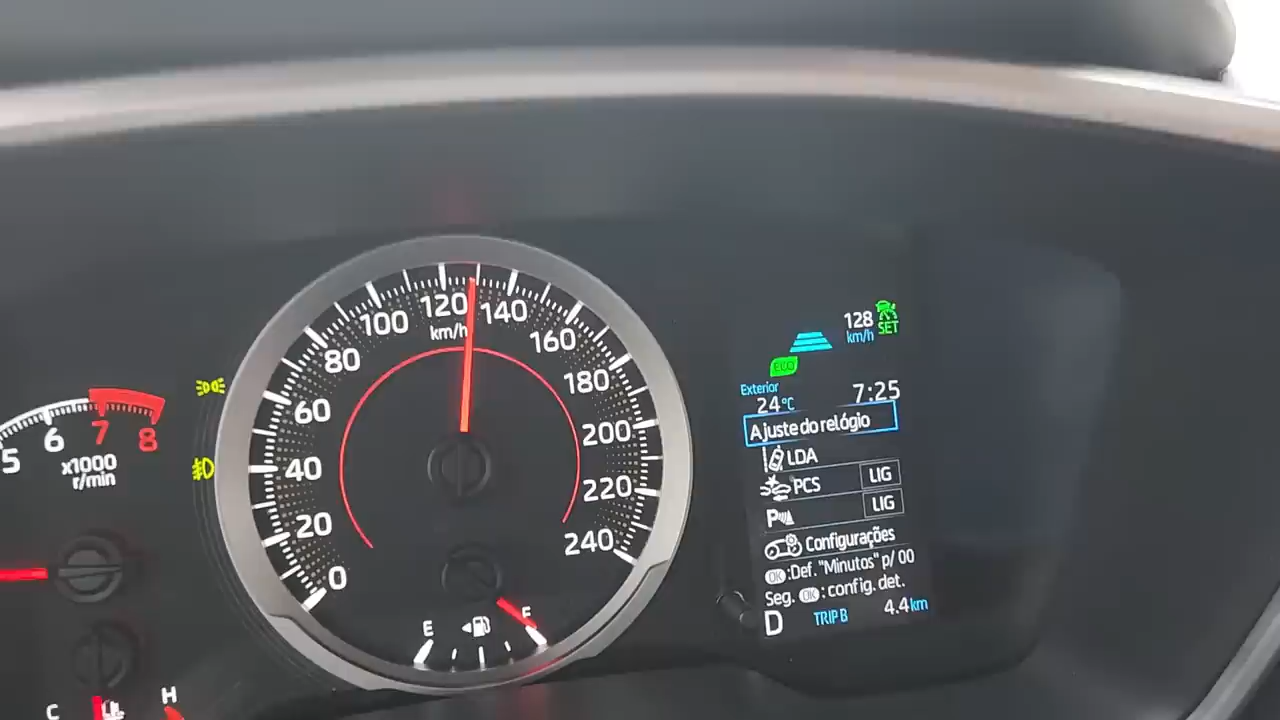 5
6
7
8
x1000
r/min
C
H
0
20
40
60
80
100
120
140
160
180
200
220
240
km/h
E
F
128
km/h
SET
ECO
Exterior
24°C
7:25
Ajuste do relógio
LDA
PCS LIG
P LIG
Configurações
OK:Def. "Minutos" p/ 00
Seg. OK: config. det.
D TRIP B 4.4km